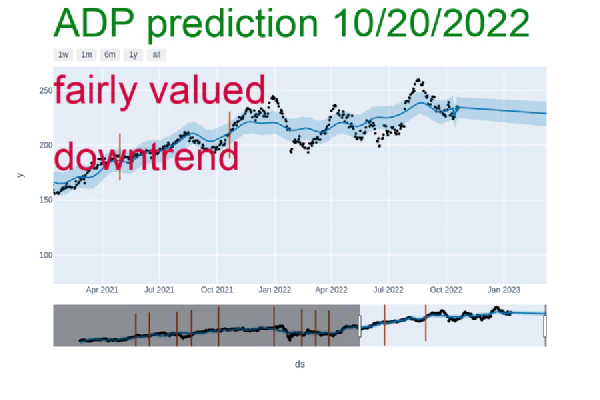 ADP prediction 10/20/2022
1w 1m 6m 1y all
fairly valued
downtrend
250
200
150
100
y
Apr 2021 Jul 2021 Oct 2021 Jan 2022 Apr 2022 Jul 2022 Oct 2022 Jan 2023
ds